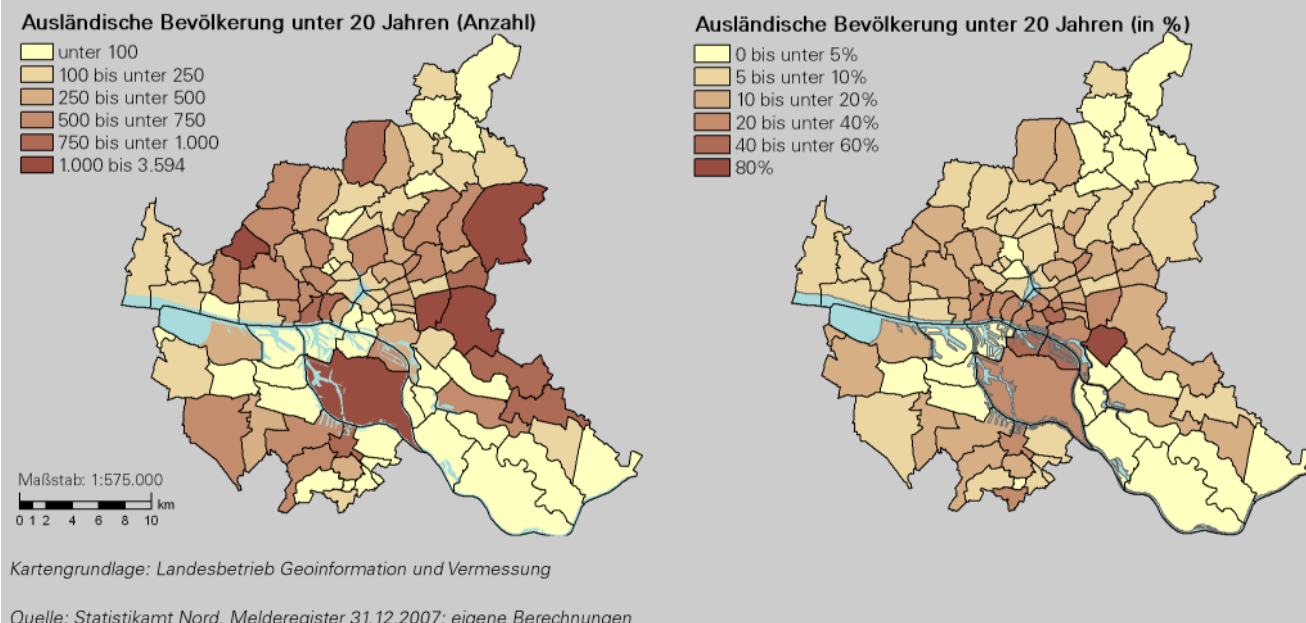 Ausländische Bevölkerung unter 20 Jahren (Anzahl)
unter 100
100 bis unter 250
250 bis unter 500
500 bis unter 750
750 bis unter 1.000
1.000 bis 3.594
Maßstab: 1:575.000
km
0 1 2 4 6 8 10
Ausländische Bevölkerung unter 20 Jahren (in %)
0 bis unter 5%
5 bis unter 10%
10 bis unter 20%
20 bis unter 40%
40 bis unter 60%
80%
Kartengrundlage: Landesbetrieb Geoinformation und Vermessung
Quelle: Statistikamt Nord, Melderegister 31.12.2007; eigene Berechnungen